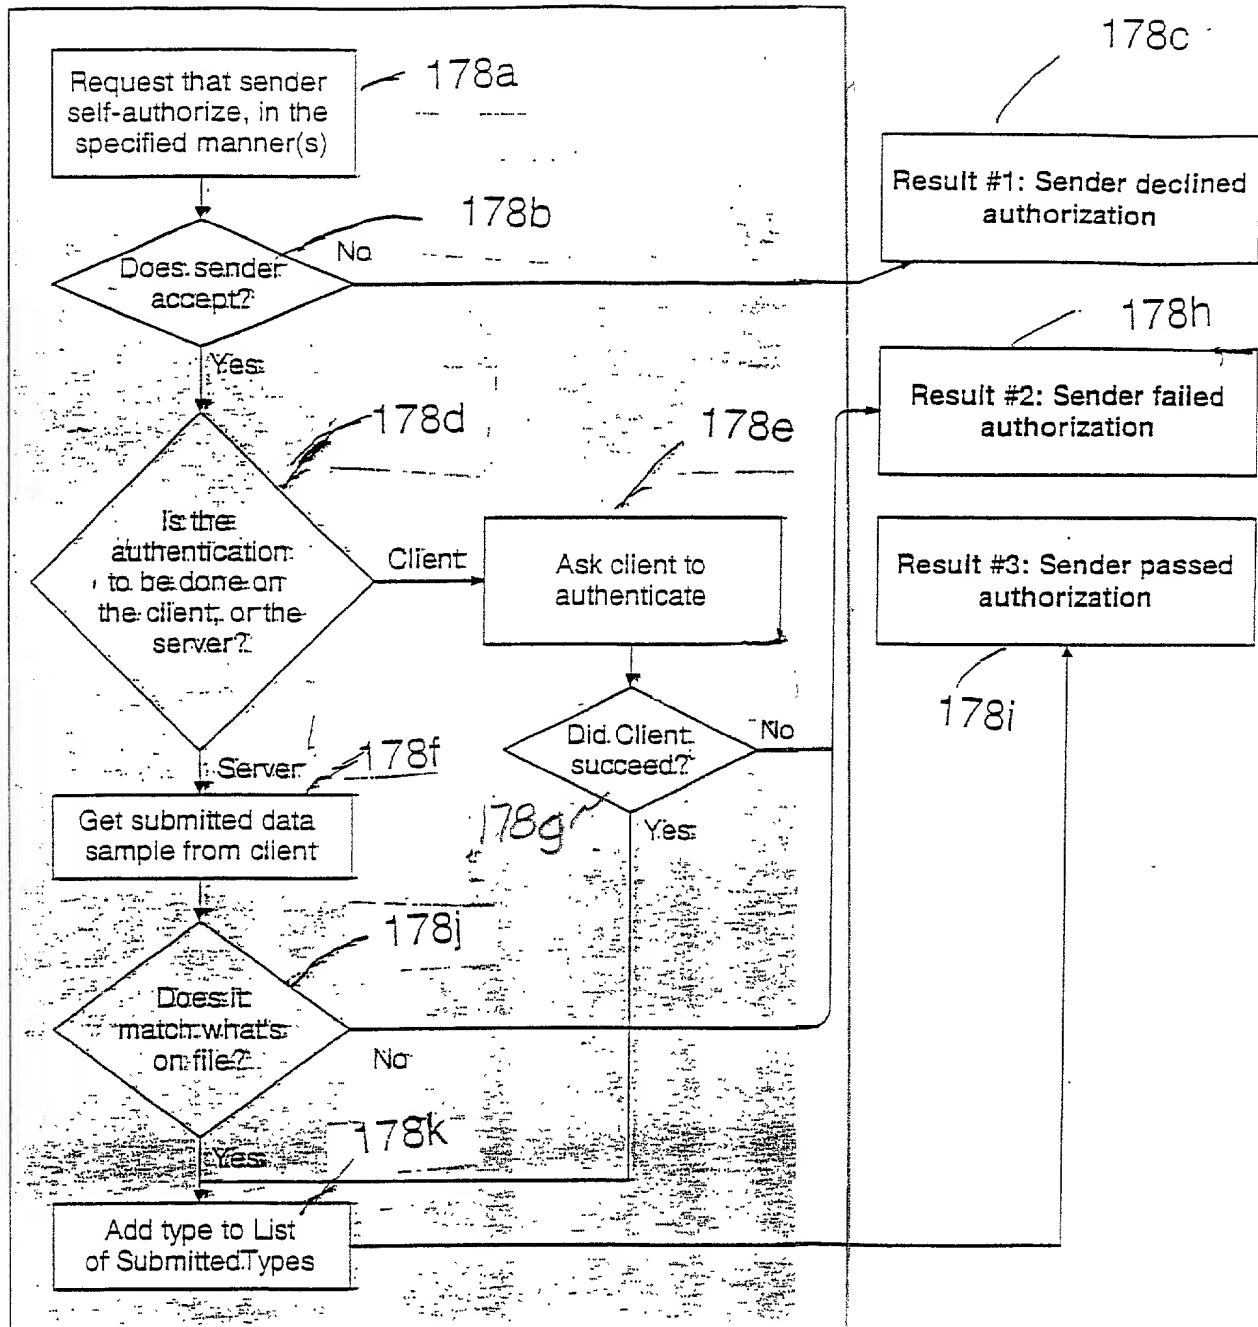 178c
Request that sender
self-authorize, in the
specified manner(s)
178a
Result #1: Sender declined
authorization
178b
No
Does sender
accept?
178h
Yes
Result #2: Sender failed
authorization
178d
178e
Is the
authentication
to be done on
the client, or the
server?
Client
Ask client to
authenticate
Result #3: Sender passed
authorization
178i
Did Client
succeed?
No
Server
178f
178g
Yes
Get submitted data
sample from client
178j
Does it
match what's
on file?
No
178k
Yes
Add type to List
of Submitted Types